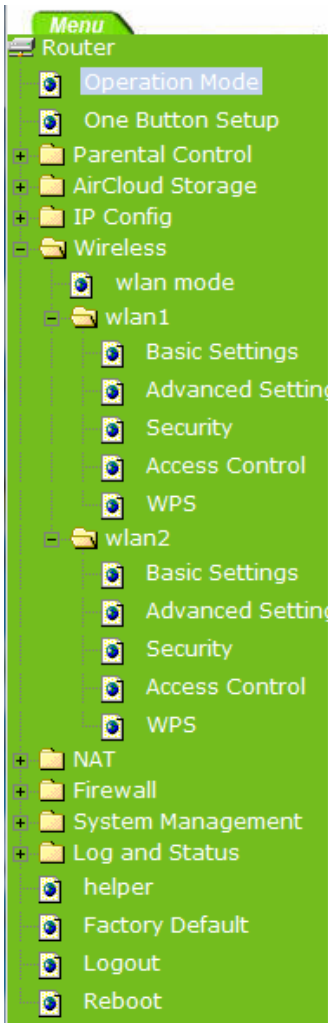 Menu
Router
Operation Mode
One Button Setup
Parental Control
AirCloud Storage
IP Config
Wireless
wlan mode
wlan1
Basic Settings
Advanced Setting
Security
Access Control
WPS
wlan2
Basic Settings
Advanced Setting
Security
Access Control
WPS
NAT
Firewall
System Management
Log and Status
helper
Factory Default
Logout
Reboot